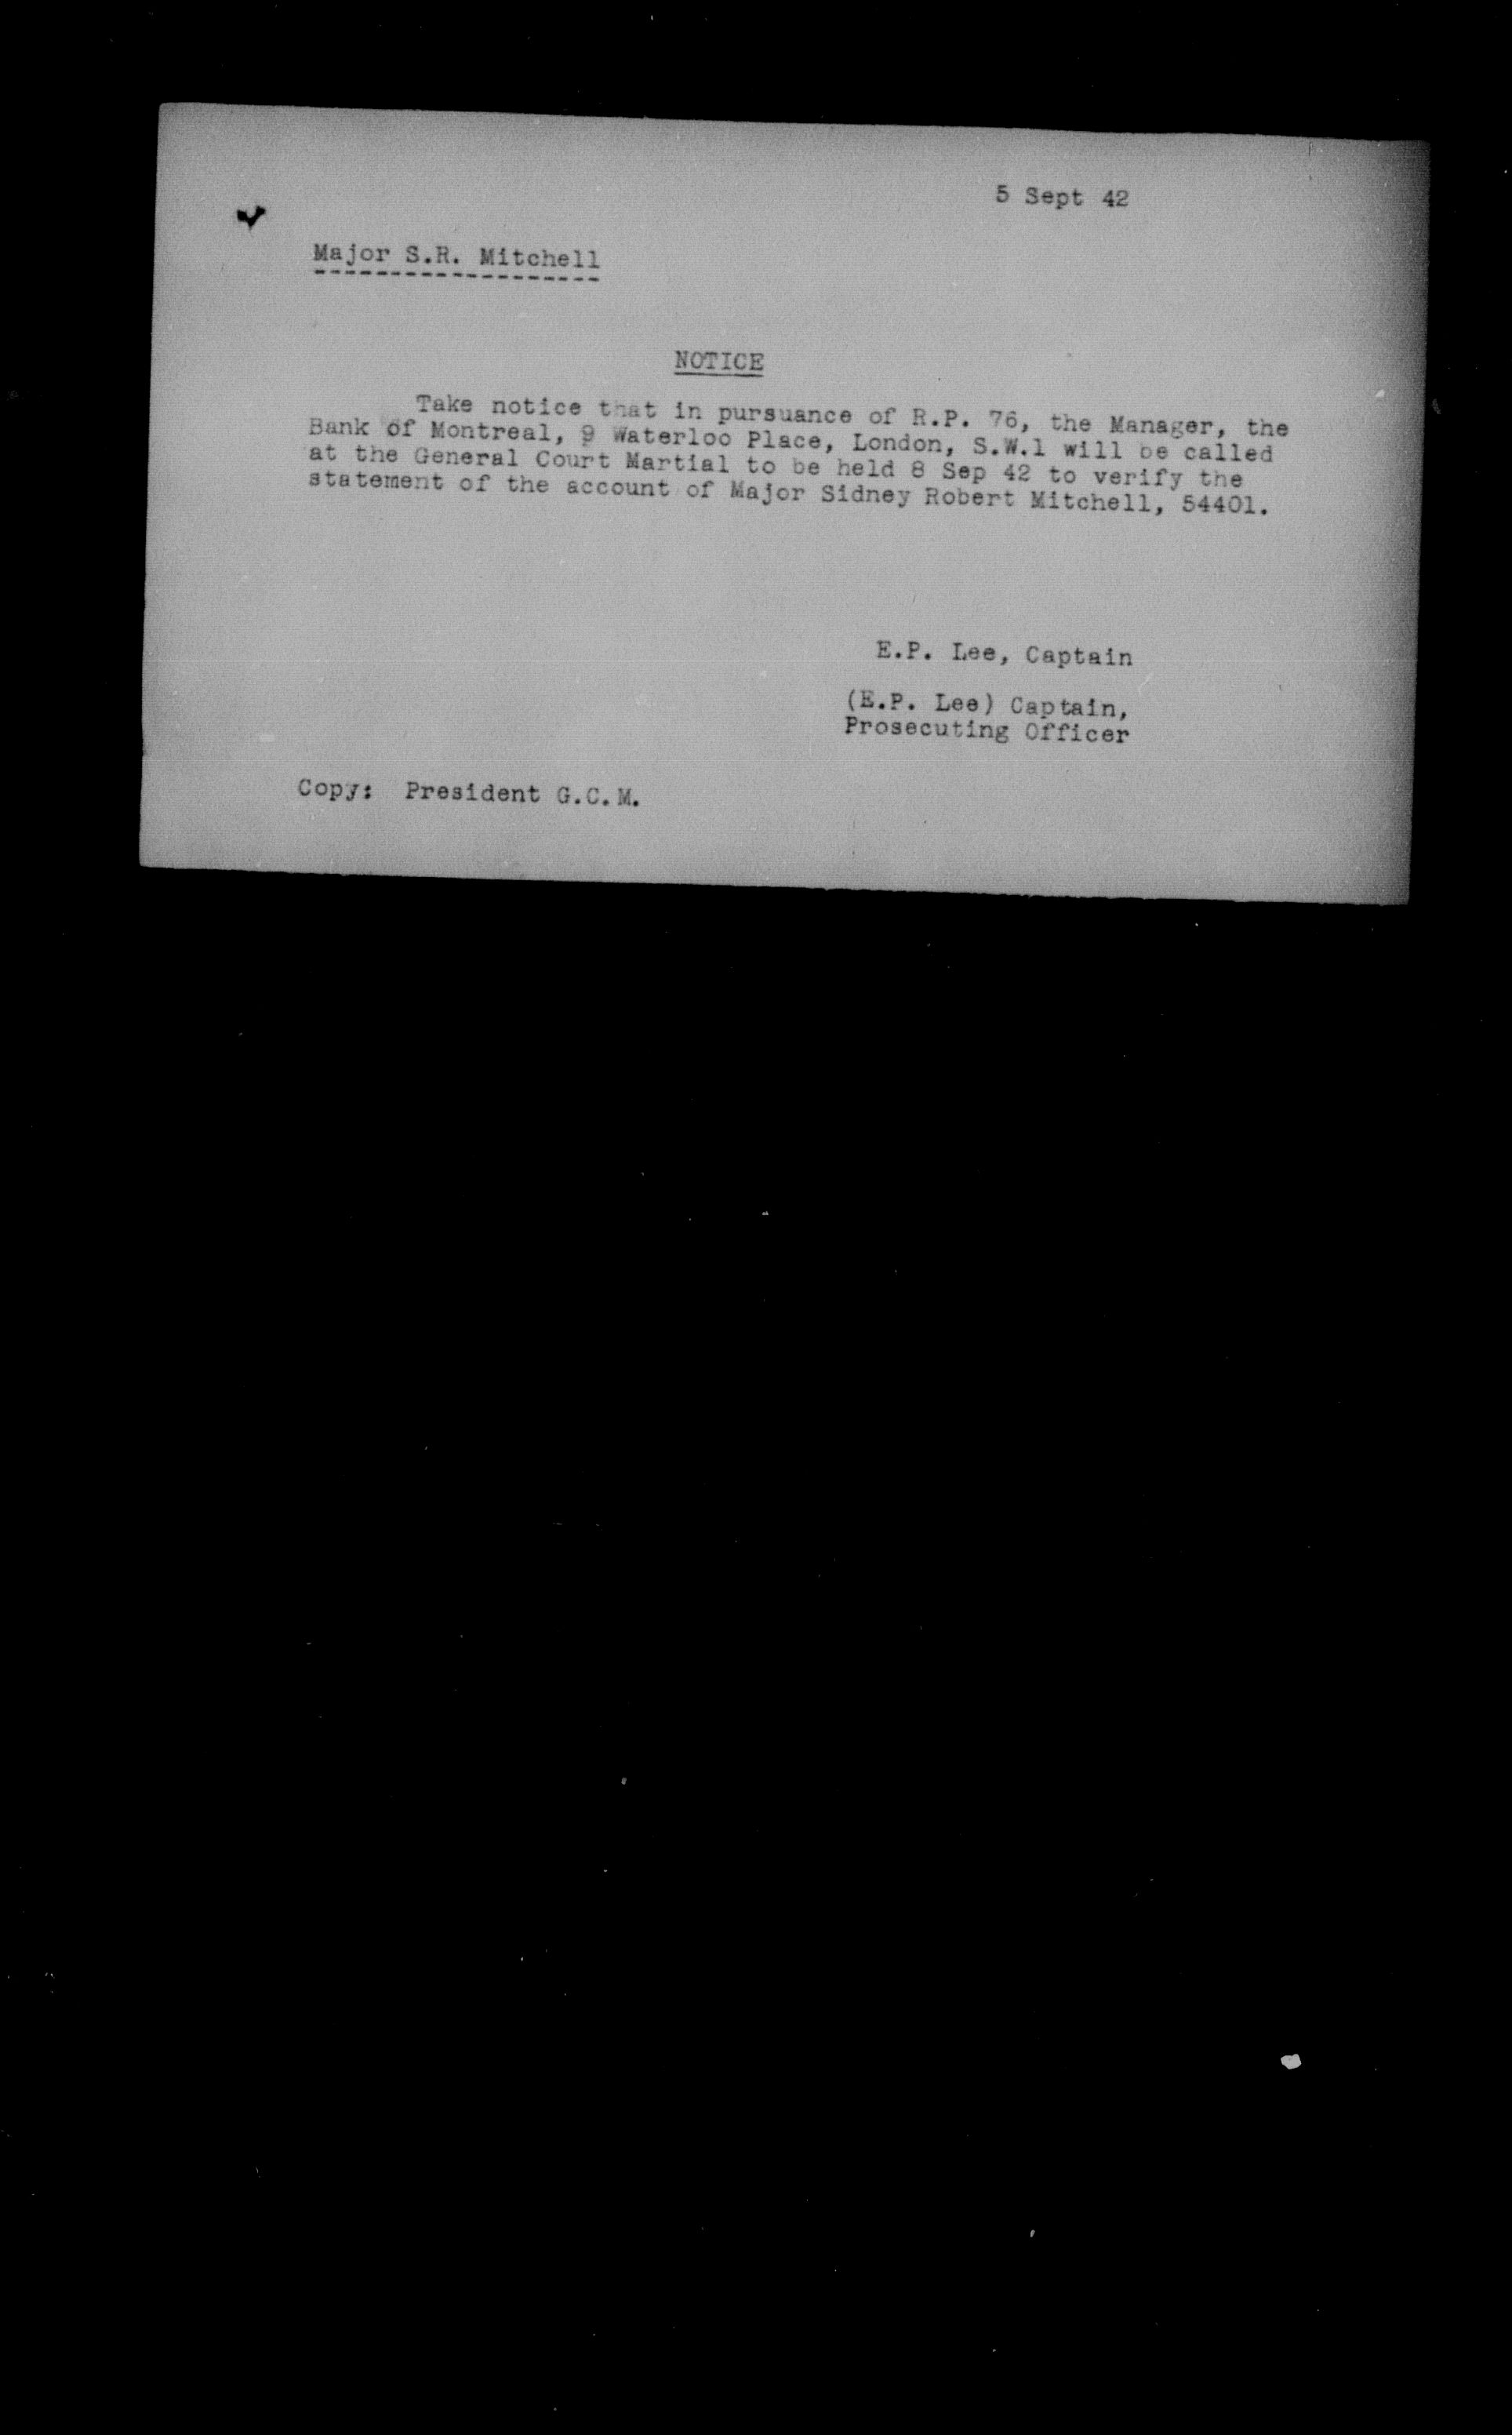 5 Sept 42
Major S.R. Mitchell
NOTICE
Take notice that in pursuance of R.P. 76, the Manager, the
Bank of Montreal, 9 Waterloo Place, London, S.W.1 will be called
at the General Court Martial to be held 8 Sep 42 to verify the
statement of the account of Major Sidney Robert Mitchell, 54401.
E.P. Lee, Captain
(E.P. Lee) Captain,
Prosecuting Officer
Copy: President G.C.M.